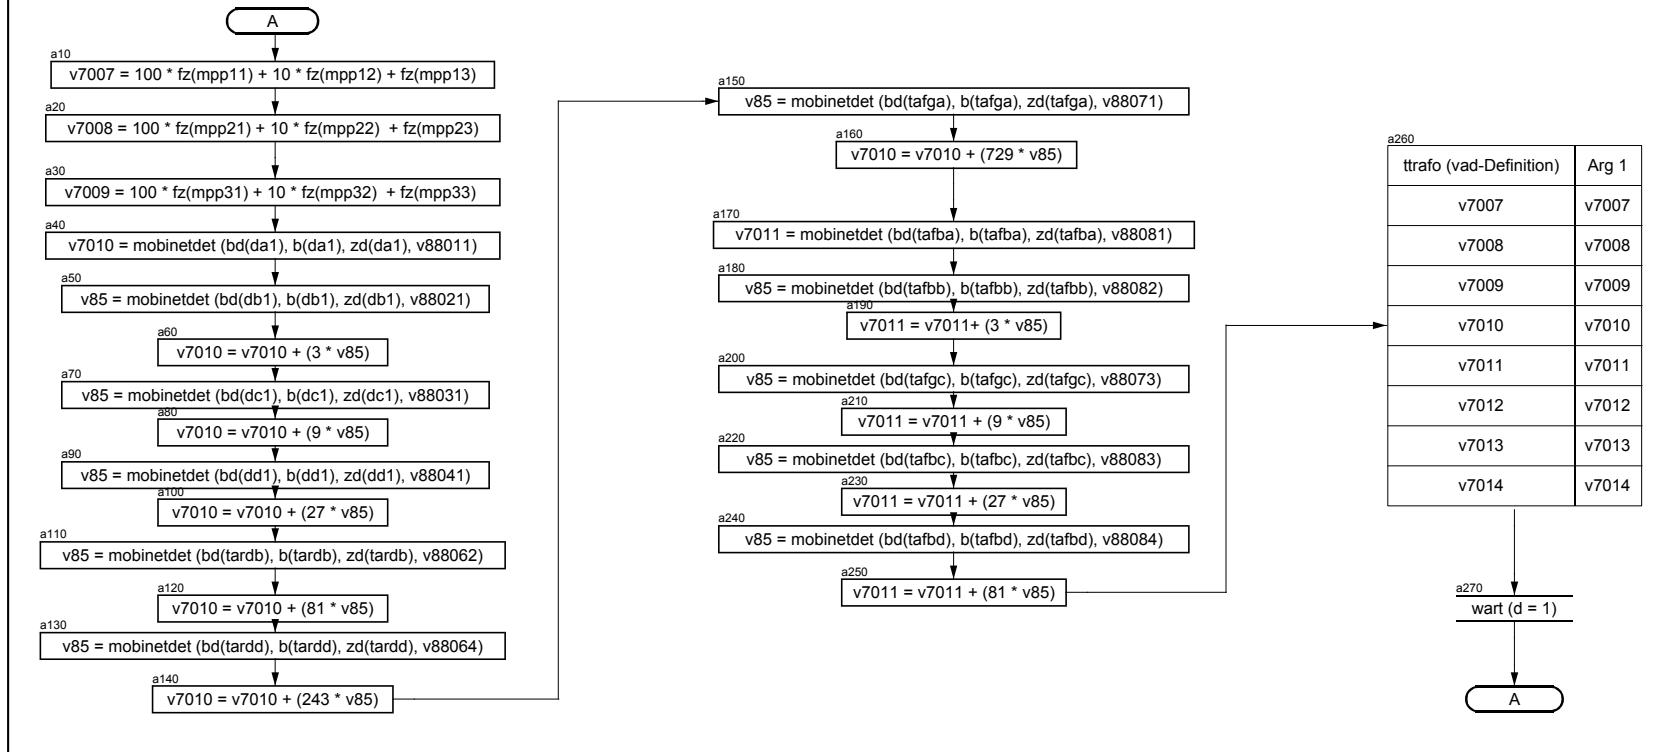 A
a10
v7007 = 100 * fz(mpp11) + 10 * fz(mpp12) + fz(mpp13)
a20
v7008 = 100 * fz(mpp21) + 10 * fz(mpp22) + fz(mpp23)
a30
v7009 = 100 * fz(mpp31) + 10 * fz(mpp32) + fz(mpp33)
a40
v7010 = mobinetdet (bd(da1), b(da1), zd(da1), v88011)
a50
v85 = mobinetdet (bd(db1), b(db1), zd(db1), v88021)
a60
v7010 = v7010 + (3 * v85)
a70
v85 = mobinetdet (bd(dc1), b(dc1), zd(dc1), v88031)
a80
v7010 = v7010 + (9 * v85)
a90
v85 = mobinetdet (bd(dd1), b(dd1), zd(dd1), v88041)
a100
v7010 = v7010 + (27 * v85)
a110
v85 = mobinetdet (bd(tardb), b(tardb), zd(tardb), v88062)
a120
v7010 = v7010 + (81 * v85)
a130
v85 = mobinetdet (bd(tardd), b(tardd), zd(tardd), v88064)
a140
v7010 = v7010 + (243 * v85)
a150
v85 = mobinetdet (bd(tafga), b(tafga), zd(tafga), v88071)
a160
v7010 = v7010 + (729 * v85)
a170
v7011 = mobinetdet (bd(tafba), b(tafba), zd(tafba), v88081)
a180
v85 = mobinetdet (bd(tafbb), b(tafbb), zd(tafbb), v88082)
a190
v7011 = v7011+ (3 * v85)
a200
v85 = mobinetdet (bd(tafgc), b(tafgc), zd(tafgc), v88073)
a210
v7011 = v7011 + (9 * v85)
a220
v85 = mobinetdet (bd(tafbc), b(tafbc), zd(tafbc), v88083)
a230
v7011 = v7011 + (27 * v85)
a240
v85 = mobinetdet (bd(tafbd), b(tafbd), zd(tafbd), v88084)
a250
v7011 = v7011 + (81 * v85)
a260
ttrafo (vad-Definition) Arg 1
v7007 v7007
v7008 v7008
v7009 v7009
v7010 v7010
v7011 v7011
v7012 v7012
v7013 v7013
v7014 v7014
a270
wart (d = 1)
A